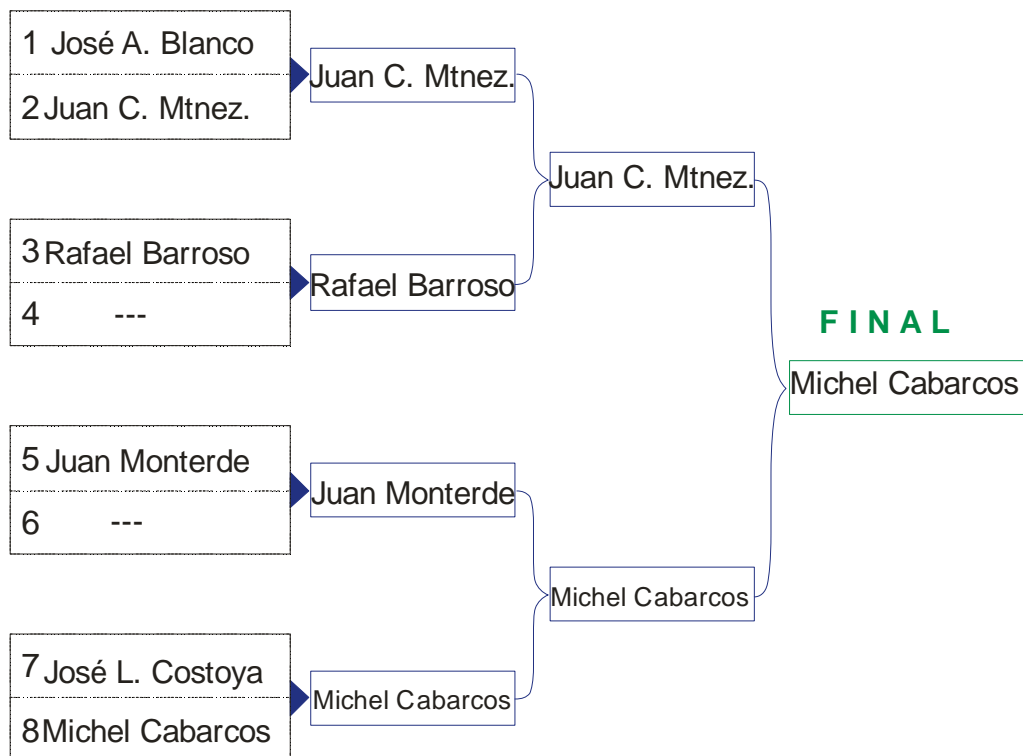 1 José A. Blanco
2 Juan C. Mtnez.
Juan C. Mtnez.
Juan C. Mtnez.
3 Rafael Barroso
4 ---
Rafael Barroso
FINAL
Michel Cabarcos
5 Juan Monterde
6 ---
Juan Monterde
Michel Cabarcos
7 José L. Costoya
8 Michel Cabarcos
Michel Cabarcos